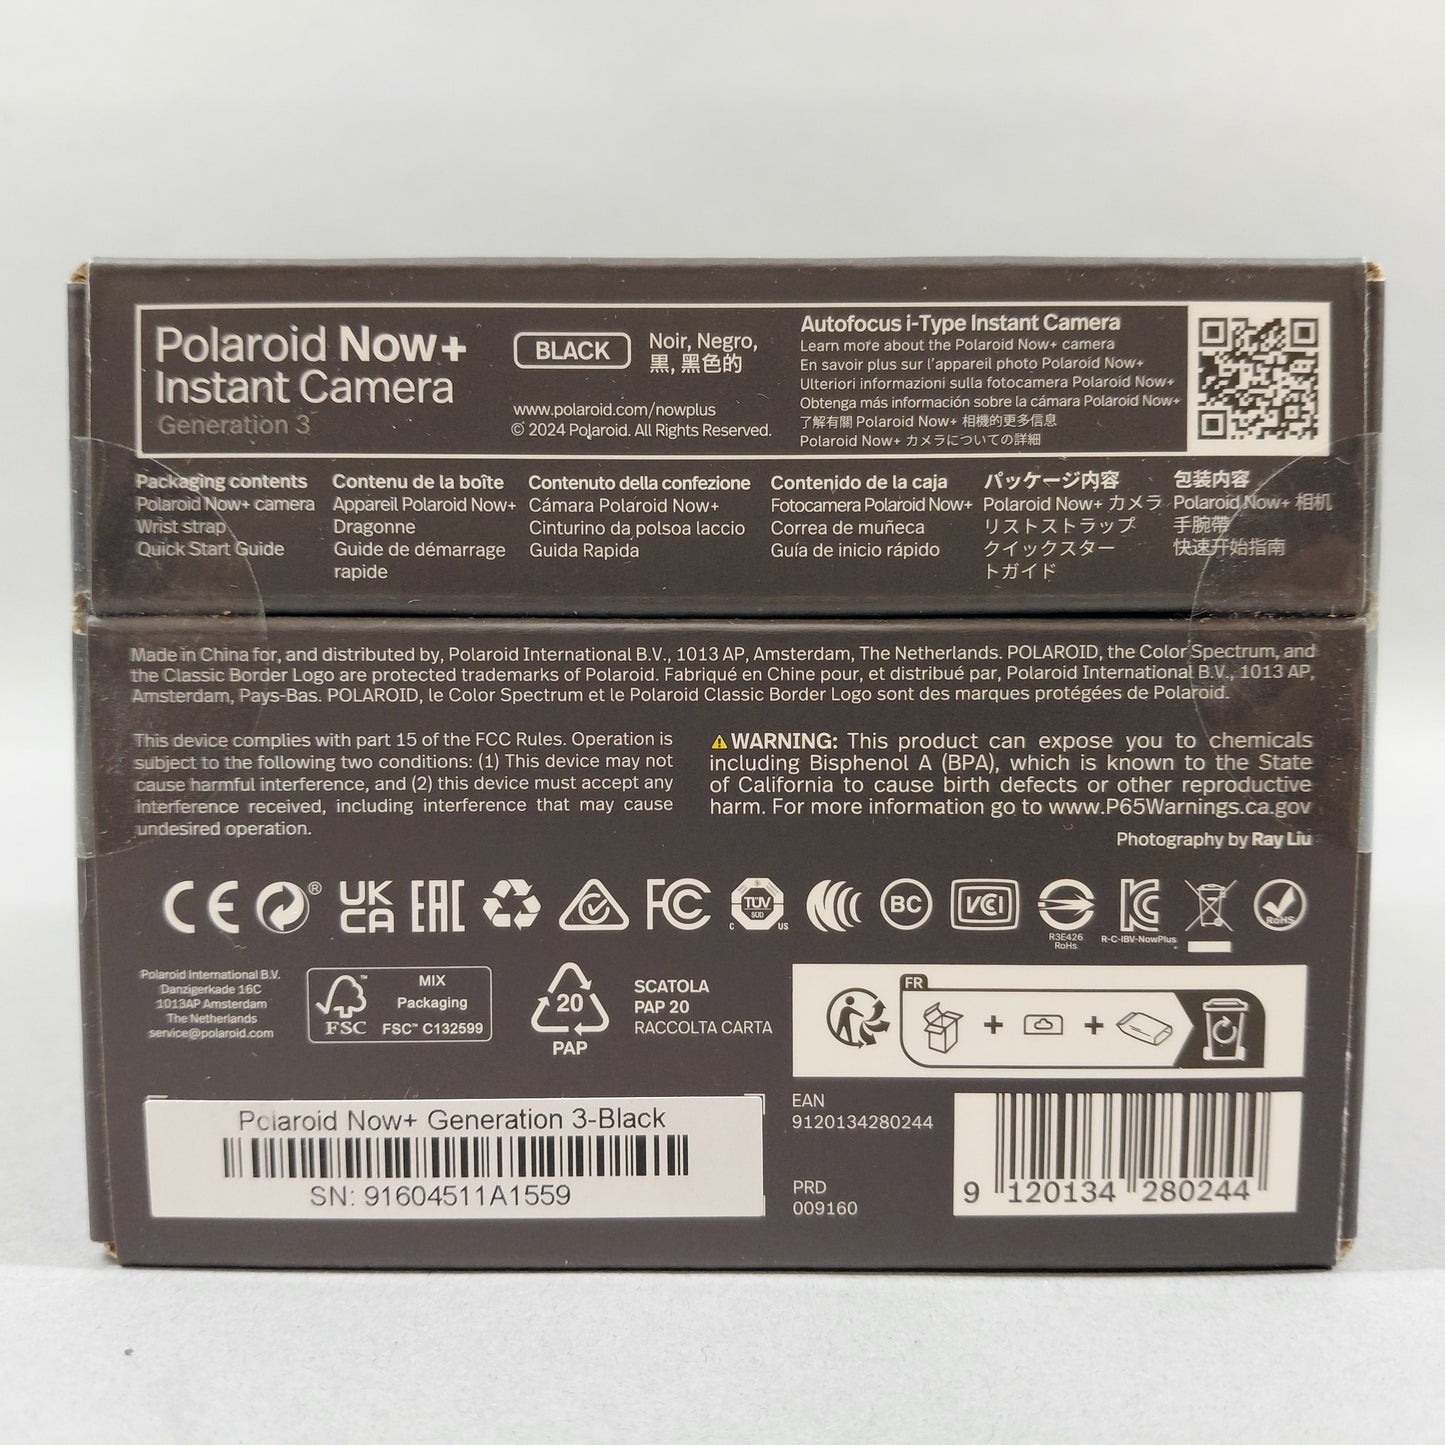 Polaroid Now+
Instant Camera
Generation 3
BLACK
Noir, Negro,
黒, 黑色的
www.polaroid.com/nowplus
© 2024 Polaroid. All Rights Reserved.
Autofocus i-Type Instant Camera
Learn more about the Polaroid Now+ camera
En savoir plus sur l'appareil photo Polaroid Now+
Ulteriori informazioni sulla fotocamera Polaroid Now+
Obtenga más información sobre la cámara Polaroid Now+
了解有關 Polaroid Now+ 相機的更多信息
Polaroid Now+ カメラについての詳細
Packaging contents
Polaroid Now+ camera
Wrist strap
Quick Start Guide
Contenu de la boîte
Appareil Polaroid Now+
Dragonne
Guide de démarrage
rapide
Contenuto della confezione
Cámara Polaroid Now+
Cinturino da polsoa laccio
Guida Rapida
Contenido de la caja
Fotocamera Polaroid Now+
Correa de muñeca
Guía de inicio rápido
パッケージ内容
Polaroid Now+ カメラ
リストストラップ
クイックスター
トガイド
包装内容
Polaroid Now+ 相机
手腕帶
快速开始指南
Made in China for, and distributed by, Polaroid International B.V., 1013 AP, Amsterdam, The Netherlands. POLAROID, the Color Spectrum, and
the Classic Border Logo are protected trademarks of Polaroid. Fabriqué en Chine pour, et distribué par, Polaroid International B.V., 1013 AP,
Amsterdam, Pays-Bas. POLAROID, le Color Spectrum et le Polaroid Classic Border Logo sont des marques protégées de Polaroid.
This device complies with part 15 of the FCC Rules. Operation is
subject to the following two conditions: (1) This device may not
cause harmful interference, and (2) this device must accept any
interference received, including interference that may cause
undesired operation.
WARNING: This product can expose you to chemicals
including Bisphenol A (BPA), which is known to the State
of California to cause birth defects or other reproductive
harm. For more information go to www.P65Warnings.ca.gov
Photography by Ray Liu
CE
®
UK
CA
EAC
FC
TÜV
SÜD
C US
BC
VCI
R3E426
RoHs
KC
R-C-IBV-NowPlus
RoHS
Polaroid International B.V.
Danzigerkade 16C
1013AP Amsterdam
The Netherlands
service@polaroid.com
™
FSC
MIX
Packaging
FSC™ C132599
20
PAP
SCATOLA
PAP 20
RACCOLTA CARTA
FR
+ +
Polaroid Now+ Generation 3-Black
SN: 91604511A1559
EAN
9120134280244
PRD
009160
9 120134 280244